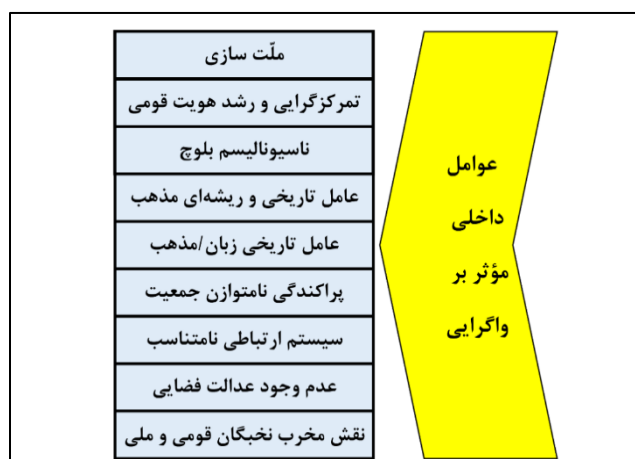 عوامل
داخلی
مؤثر بر
واگرایی
ملّت سازی
تمرکزگرایی و رشد هویت قومی
ناسیونالیسم بلوچ
عامل تاریخی و ریشه‌ای مذهب
عامل تاریخی زبان/مذهب
پراکندگی نامتوازن جمعیت
سیستم ارتباطی نامتناسب
عدم وجود عدالت فضایی
نقش مخرب نخبگان قومی و ملی